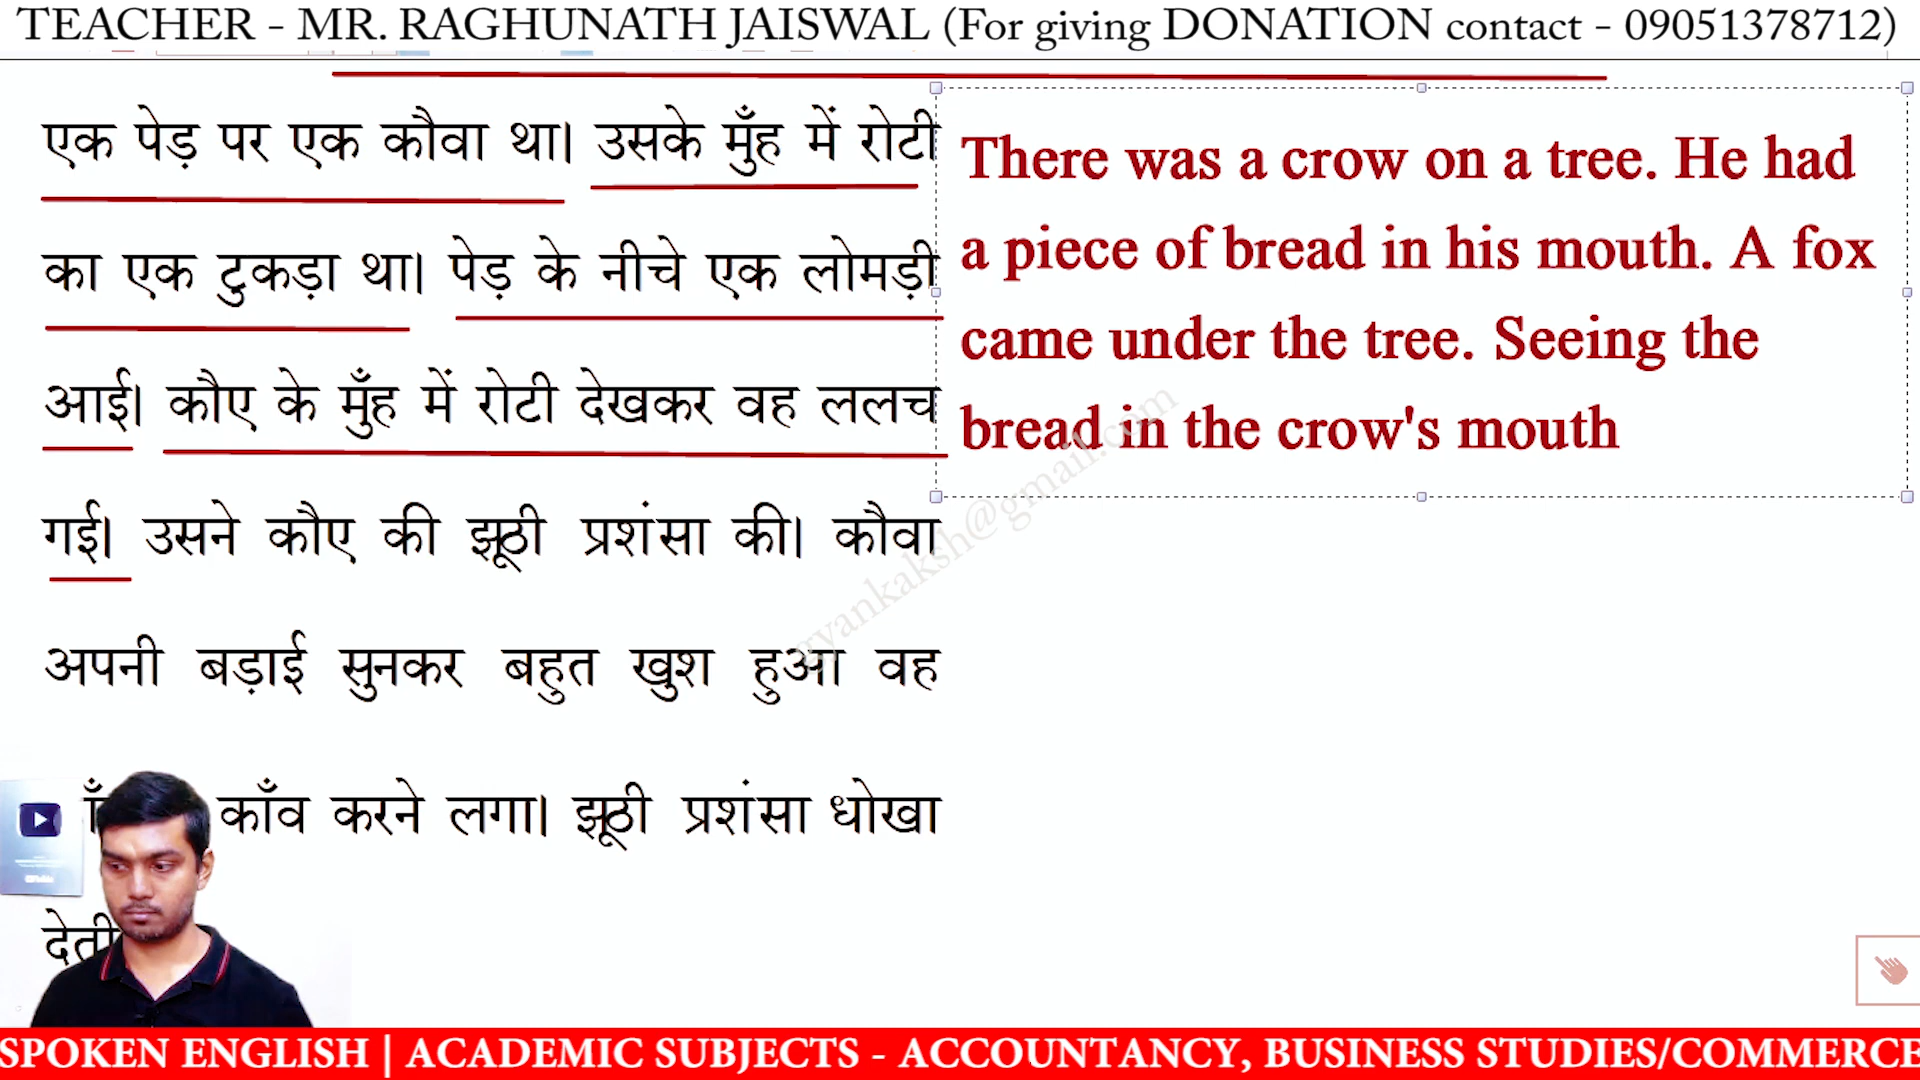 TEACHER - MR. RAGHUNATH JAISWAL (For giving DONATION contact - 09051378712)
एक पेड़ पर एक कौवा था। उसके मुँह में रोटी
का एक टुकड़ा था। पेड़ के नीचे एक लोमड़ी
आई। कौए के मुँह में रोटी देखकर वह ललच
गई। उसने कौए की झूठी प्रशंसा की। कौवा
अपनी बड़ाई सुनकर बहुत खुश हुआ वह
काँव करने लगा। झूठी प्रशंसा धोखा
There was a crow on a tree. He had
a piece of bread in his mouth. A fox
came under the tree. Seeing the
bread in the crow's mouth
gyankaksh@gmail.com
SPOKEN ENGLISH | ACADEMIC SUBJECTS - ACCOUNTANCY, BUSINESS STUDIES/COMMERCE